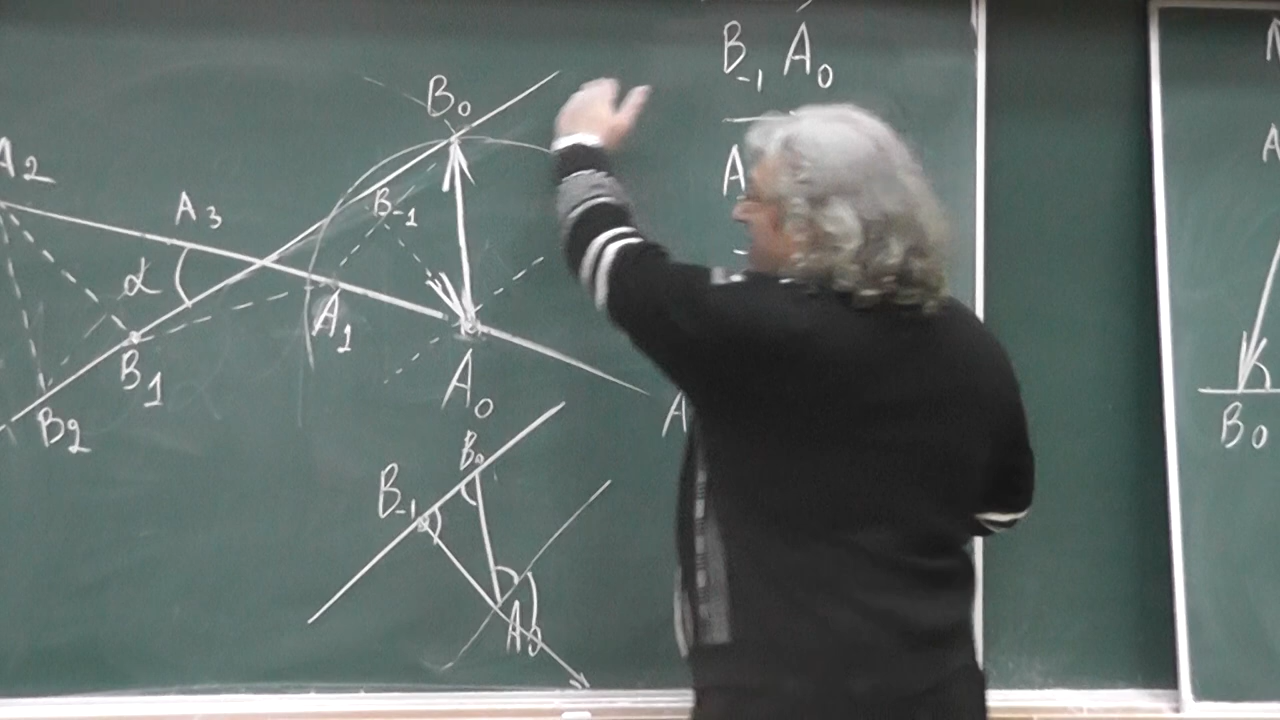 B₋₁ A₀
A
A₂
A₃
B₀
B₋₁
α
A₁
B₁
B₂
A₀
A
A
B₀
B₀
B₋₁
A₀